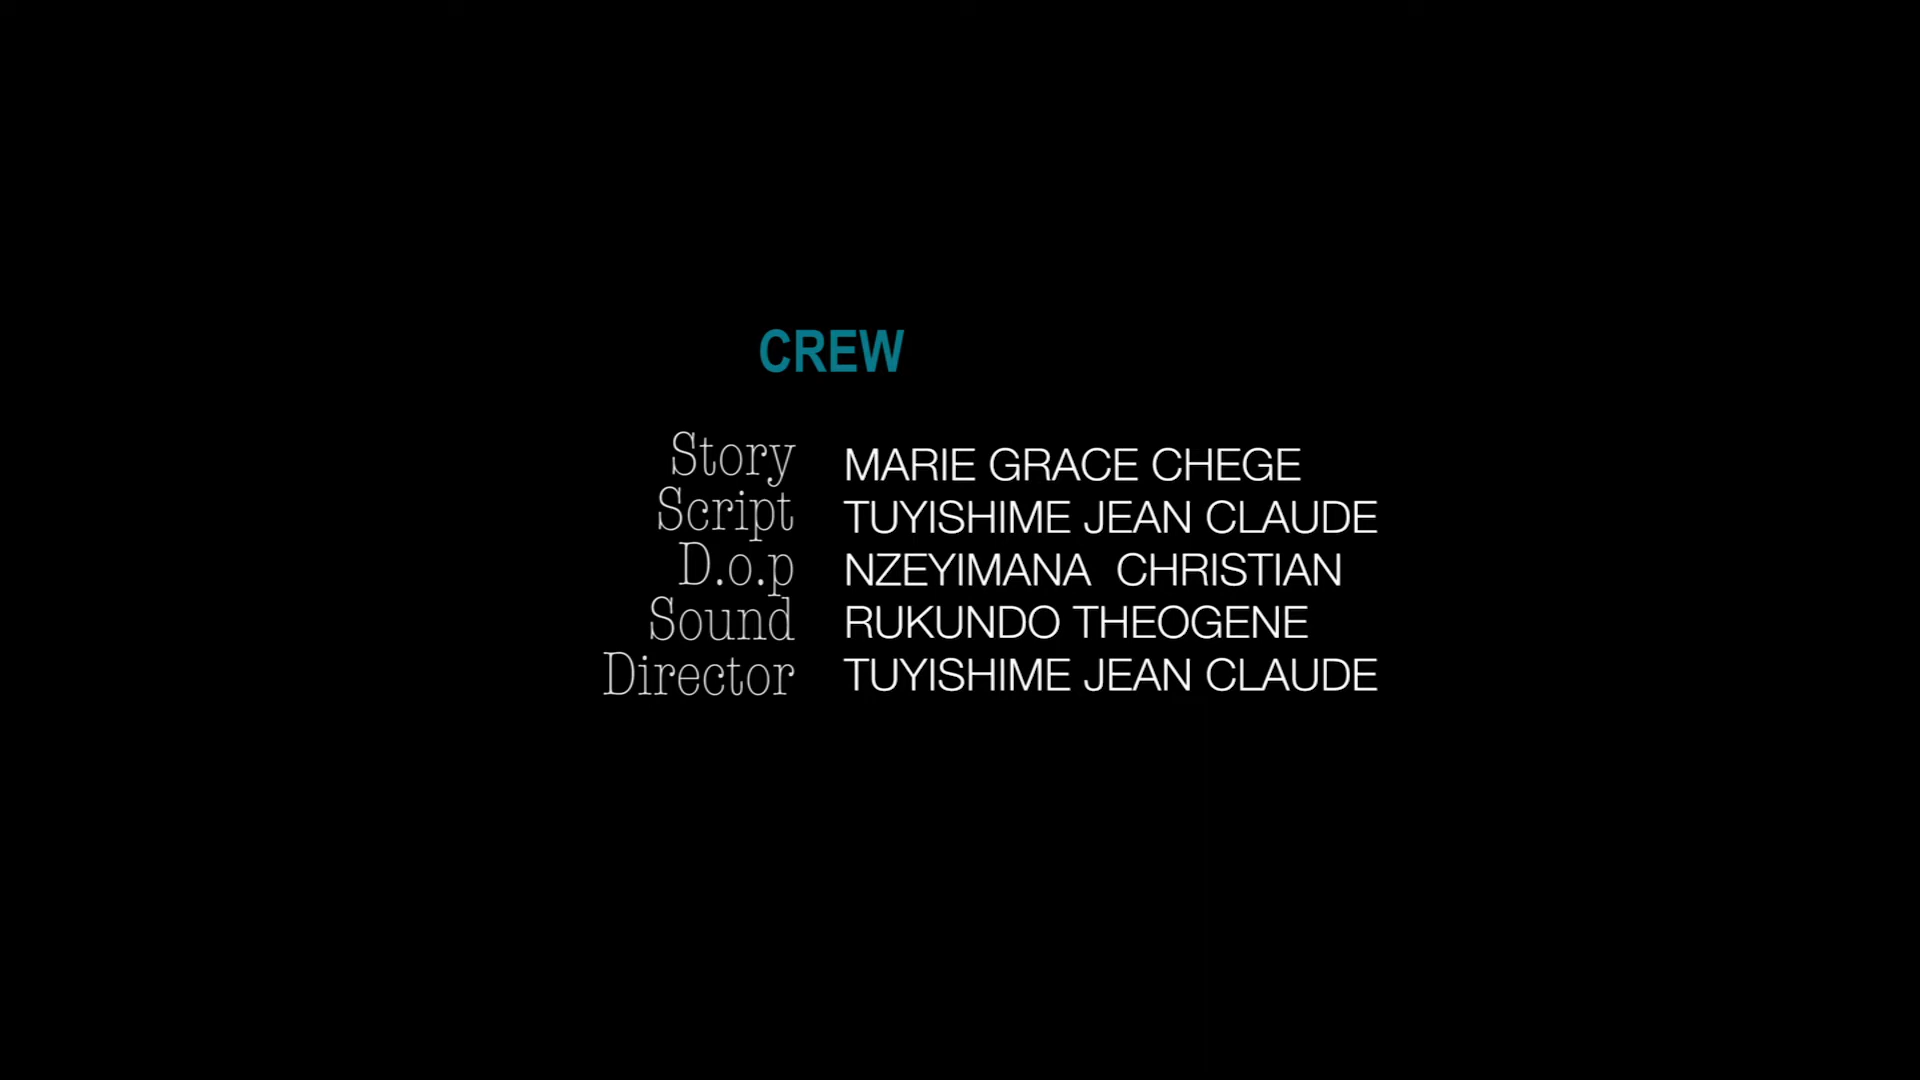 CREW
Story MARIE GRACE CHEGE
Script TUYISHIME JEAN CLAUDE
D.o.p NZEYIMANA CHRISTIAN
Sound RUKUNDO THEOGENE
Director TUYISHIME JEAN CLAUDE